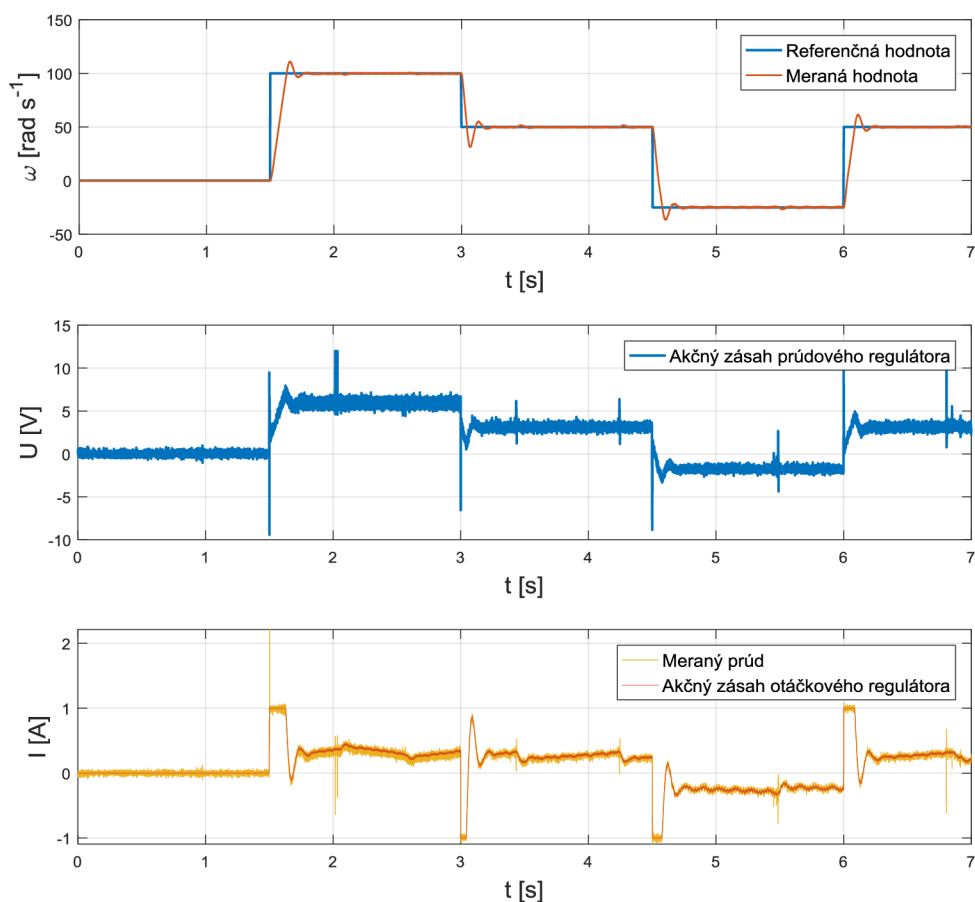 150
100
50
0
-50
ω [rad s⁻¹]
Referenčná hodnota
Meraná hodnota
0 1 2 3 4 5 6 7
t [s]
15
10
5
0
-5
-10
U [V]
Akčný zásah prúdového regulátora
0 1 2 3 4 5 6 7
t [s]
2
1
0
-1
I [A]
Meraný prúd
Akčný zásah otáčkového regulátora
0 1 2 3 4 5 6 7
t [s]